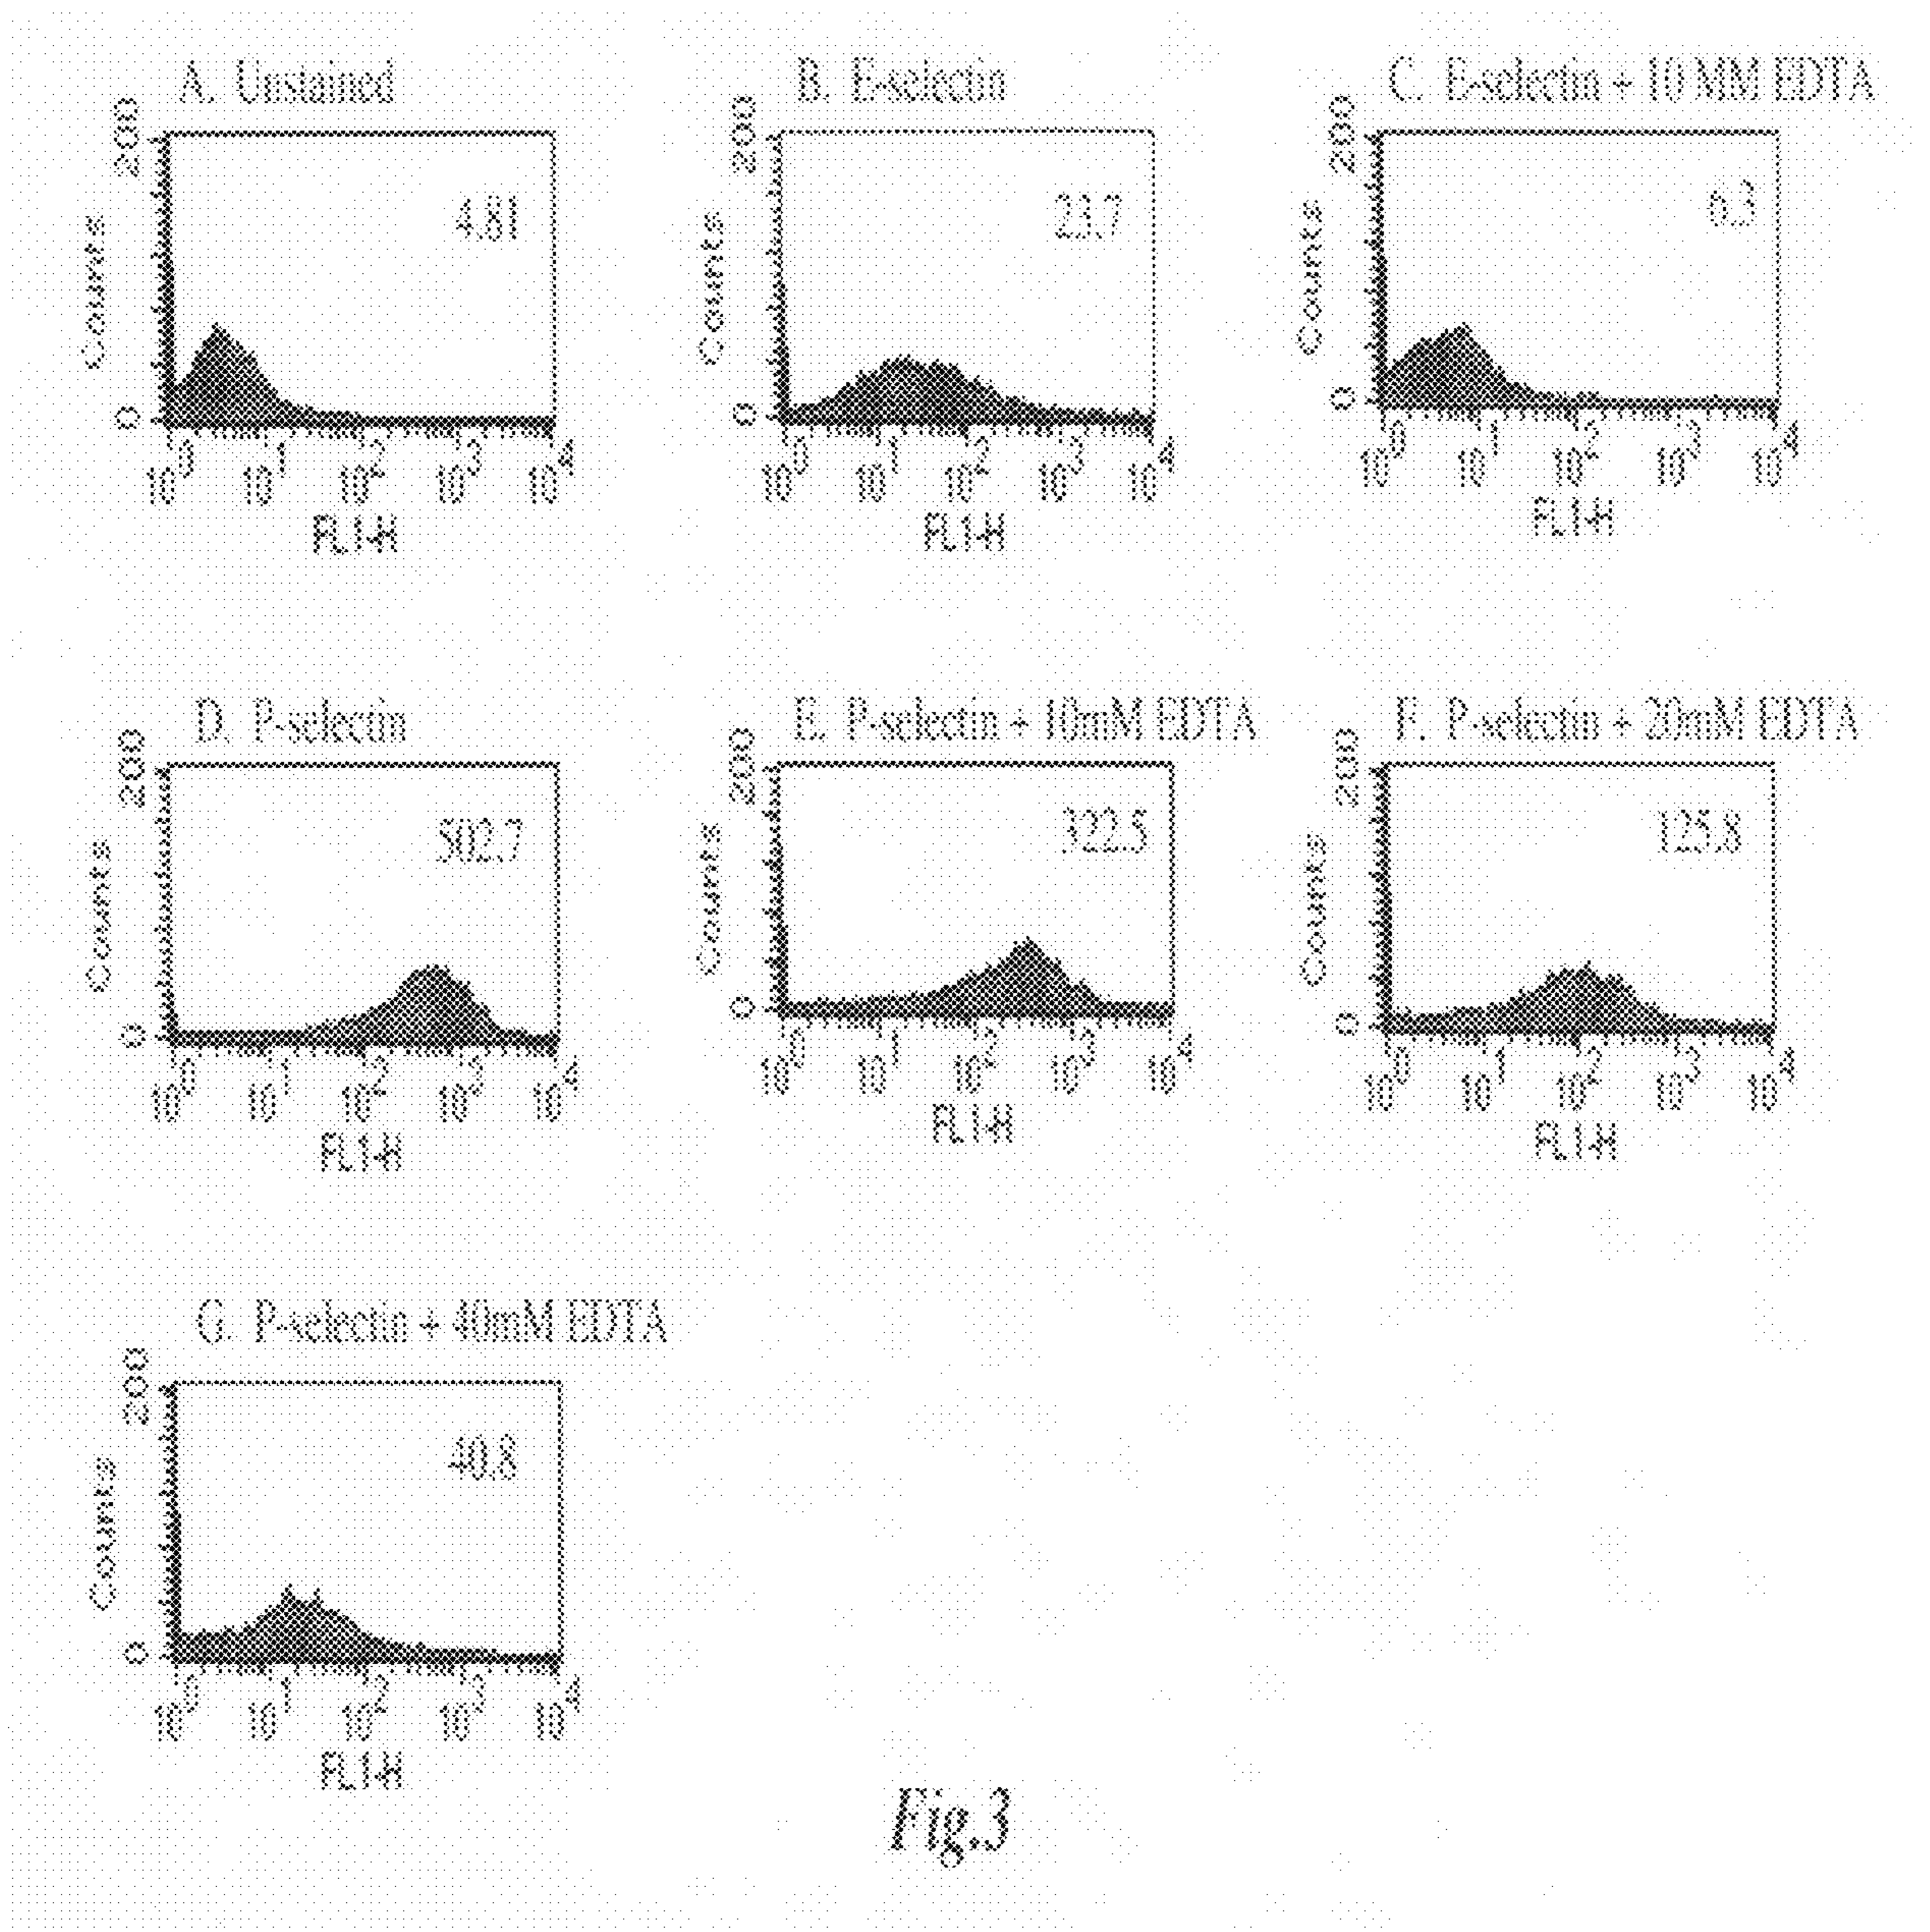 A. Unstained
200
4.81
Counts
0
10^0 10^1 10^2 10^3 10^4
FL1-H
B. E-selectin
200
23.7
Counts
0
10^0 10^1 10^2 10^3 10^4
FL1-H
C. E-selectin + 10 MM EDTA
200
6.3
Counts
0
10^0 10^1 10^2 10^3 10^4
FL1-H
D. P-selectin
200
502.7
Counts
0
10^0 10^1 10^2 10^3 10^4
FL1-H
E. P-selectin + 10mM EDTA
200
322.5
Counts
0
10^0 10^1 10^2 10^3 10^4
FL1-H
F. P-selectin + 20mM EDTA
200
125.8
Counts
0
10^0 10^1 10^2 10^3 10^4
FL1-H
G. P-selectin + 40mM EDTA
200
40.8
Counts
0
10^0 10^1 10^2 10^3 10^4
FL1-H
Fig.3